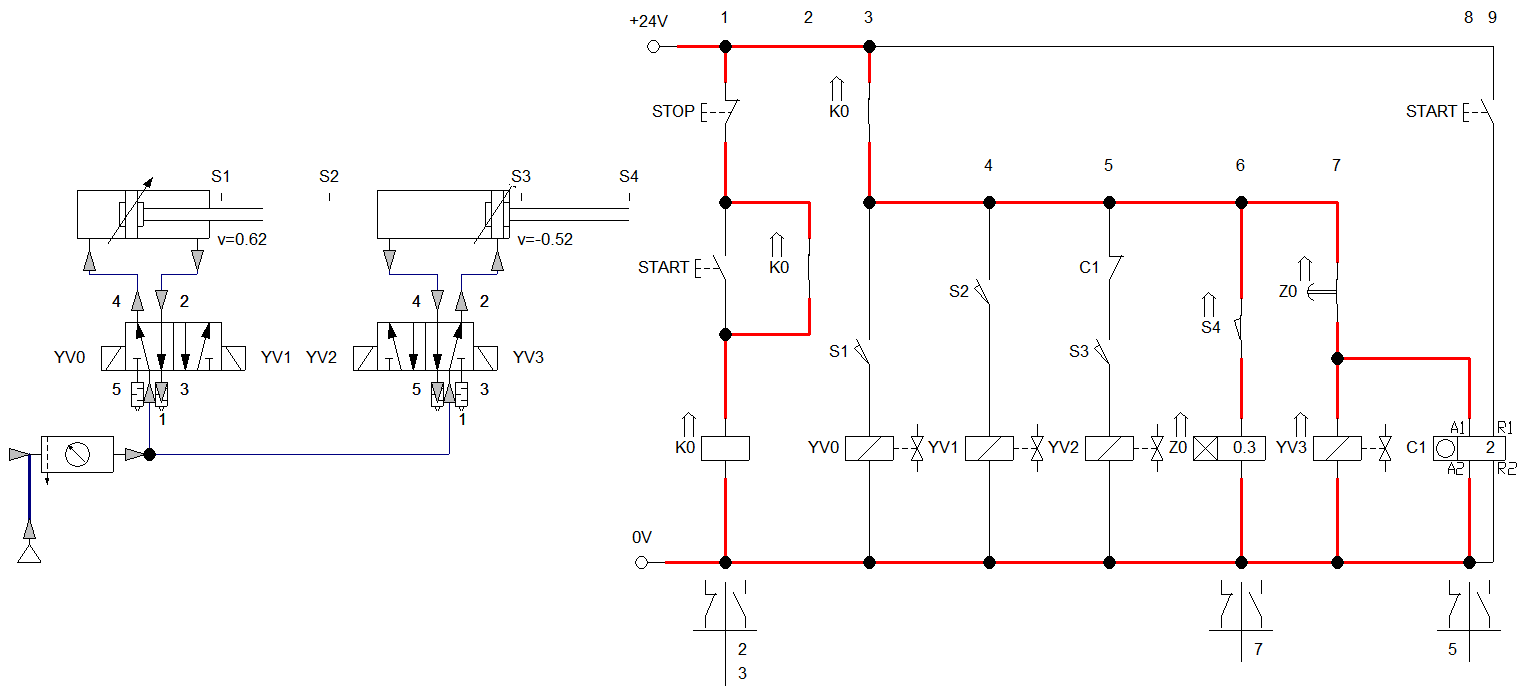 1 2 3 8 9
+24V
STOP K0 START
S1 S2 S3 S4
4 5 6 7
v=0.62 v=-0.52
START K0 C1
S2 Z0
4 2 4 2
S4
YV0 YV1 YV2 YV3
S1 S3
5 3 5 3
1 1
A1 R1
K0 YV0 YV1 YV2 Z0 0.3 YV3 C1 2
A2 R2
0V
2 7 5
3